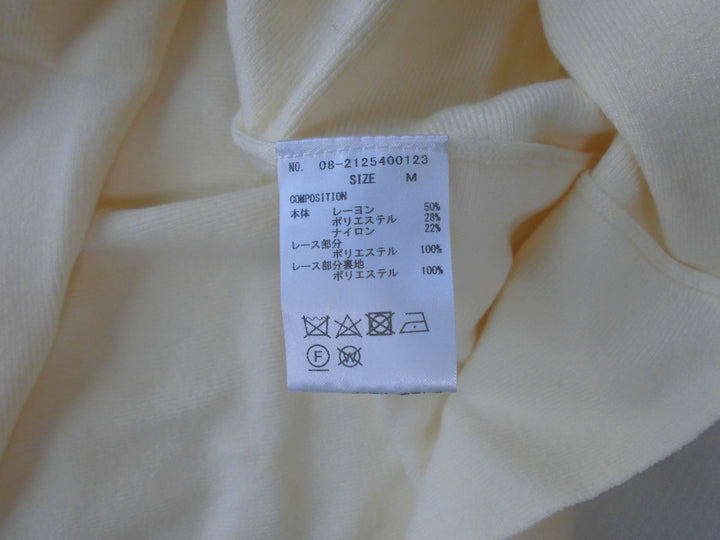 NO. 08-2125400123
SIZE M
COMPOSITION
本体 レーヨン 50%
ポリエステル 28%
ナイロン 22%
レース部分
ポリエステル 100%
レース部分裏地
ポリエステル 100%
F W